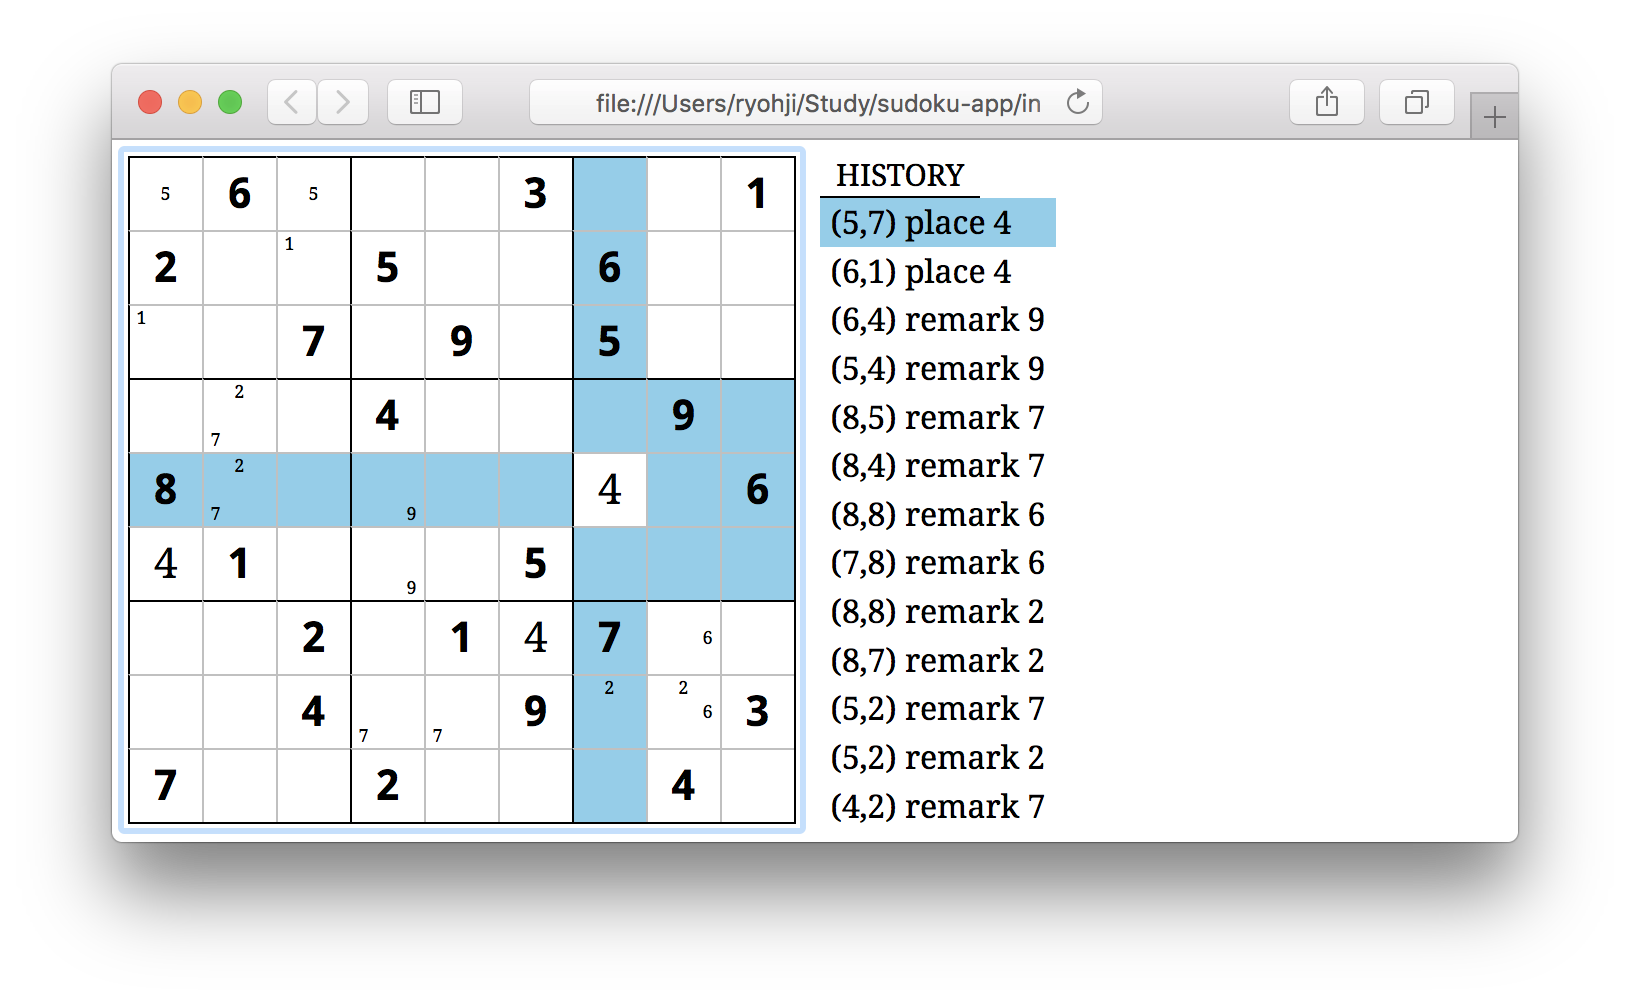 file:///Users/ryohji/Study/sudoku-app/in
5 6 5 3 1
2 1 5 6
1 7 9 5
2 7 4 9
8 2 7 9 4 6
4 1 9 5
2 1 4 7 6
4 7 7 9 2 2 6 3
7 2 4
HISTORY
(5,7) place 4
(6,1) place 4
(6,4) remark 9
(5,4) remark 9
(8,5) remark 7
(8,4) remark 7
(8,8) remark 6
(7,8) remark 6
(8,8) remark 2
(8,7) remark 2
(5,2) remark 7
(5,2) remark 2
(4,2) remark 7